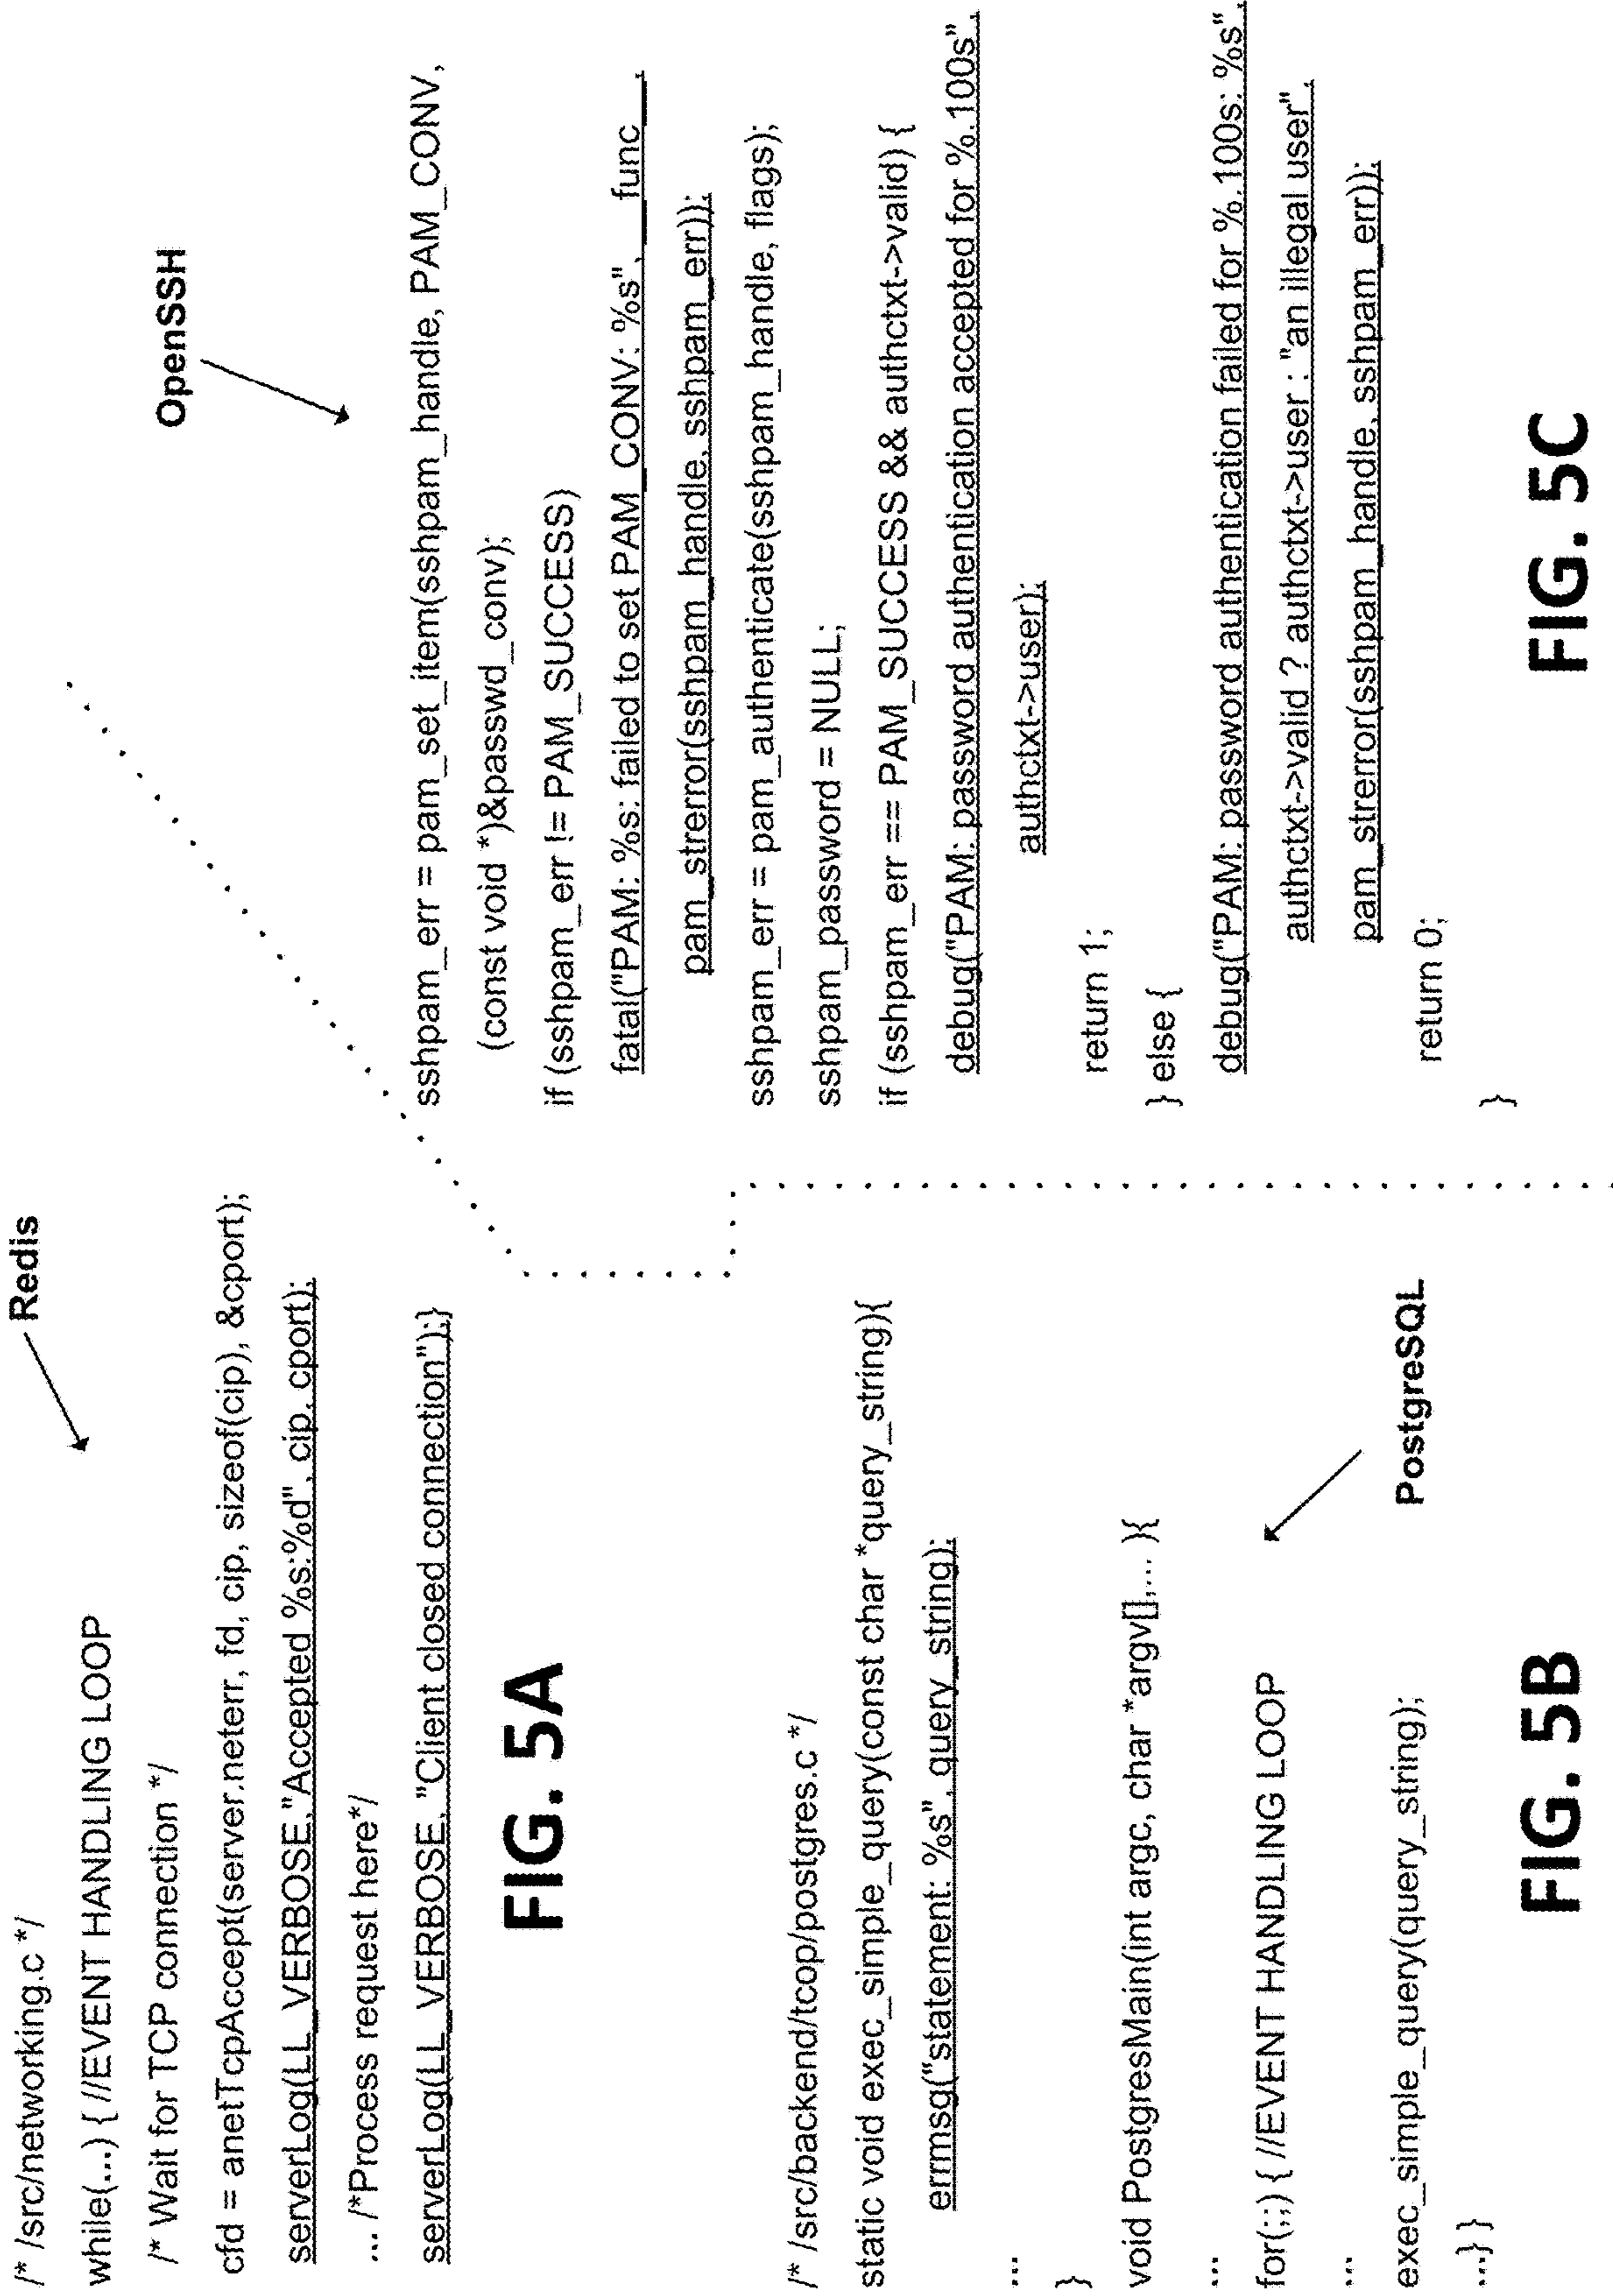 Redis
/* /src/networking.c */
while(...) { //EVENT HANDLING LOOP
/* Wait for TCP connection */
cfd = anetTcpAccept(server.neterr, fd, cip, sizeof(cip), &cport);
serverLog(LL_VERBOSE,"Accepted %s:%d", cip, cport);
... /*Process request here*/
serverLog(LL_VERBOSE, "Client closed connection");}
FIG. 5A
/* /src/backend/tcop/postgres.c */
static void exec_simple_query(const char *query_string){
errmsg("statement: %s", query_string);
...
}
void PostgresMain(int argc, char *argv[],... ){
...
for(;;) { //EVENT HANDLING LOOP
...
exec_simple_query(query_string);
...} }
PostgreSQL
FIG. 5B
OpenSSH
sshpam_err = pam_set_item(sshpam_handle, PAM_CONV,
(const void *)&passwd_conv);
if (sshpam_err != PAM_SUCCESS)
fatal("PAM: %s: failed to set PAM_CONV: %s", __func__,
pam_strerror(sshpam_handle, sshpam_err));
sshpam_err = pam_authenticate(sshpam_handle, flags);
sshpam_password = NULL;
if (sshpam_err == PAM_SUCCESS && authctxt->valid) {
debug("PAM: password authentication accepted for %.100s",
authctxt->user);
return 1;
} else {
debug("PAM: password authentication failed for %.100s: %s",
authctxt->valid ? authctxt->user : "an illegal user",
pam_strerror(sshpam_handle, sshpam_err));
return 0;
}
FIG. 5C